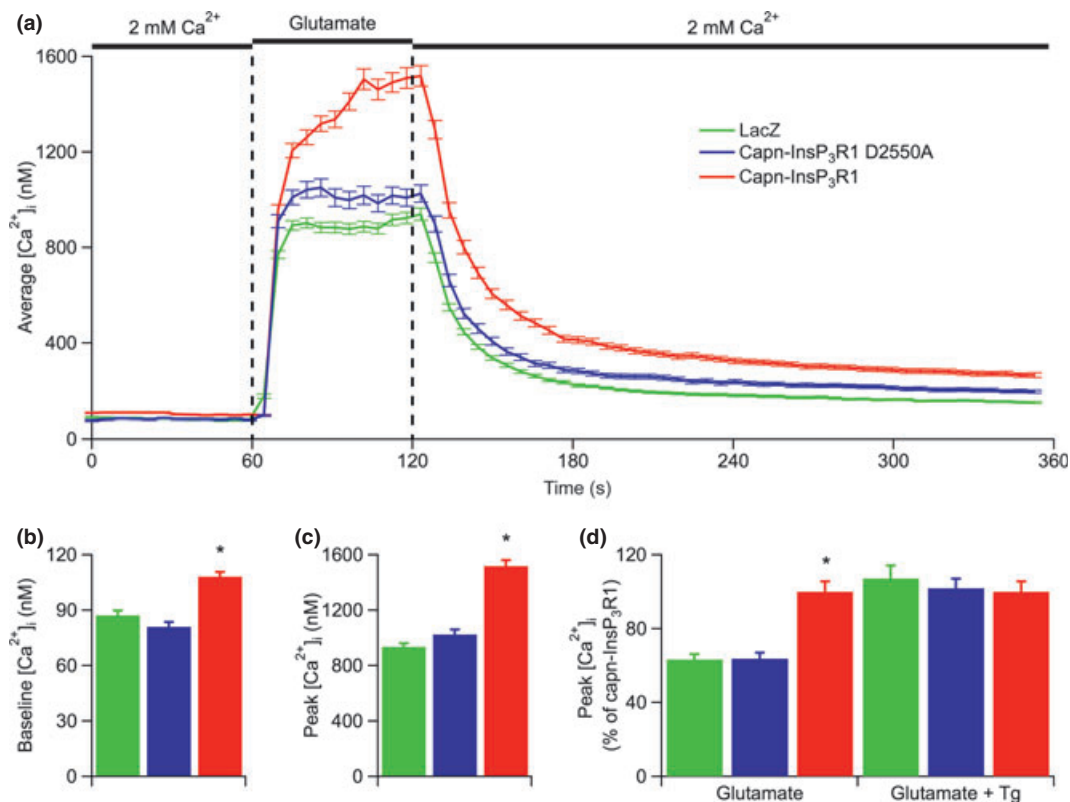 (a)
2 mM Ca²⁺ Glutamate 2 mM Ca²⁺
1600
1200
800
400
0
Average [Ca²⁺]ᵢ (nM)
LacZ
Capn-InsP₃R1 D2550A
Capn-InsP₃R1
0 60 120 180 240 300 360
Time (s)
(b)
120
90
60
30
0
Baseline [Ca²⁺]ᵢ (nM)
*
(c)
1600
1200
800
400
0
Peak [Ca²⁺]ᵢ (nM)
*
(d)
120
80
40
0
Peak [Ca²⁺]ᵢ
(% of capn-InsP₃R1)
*
Glutamate Glutamate + Tg